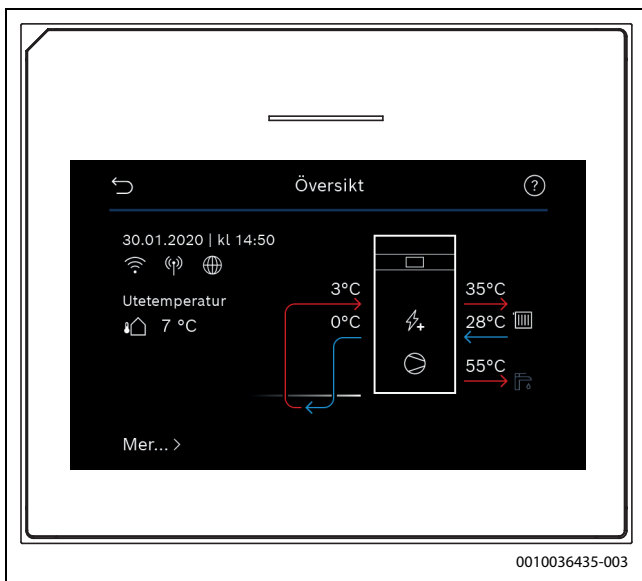 Översikt
?
30.01.2020 | kl 14:50
Utetemperatur
7 °C
3°C
0°C
35°C
28°C
55°C
Mer... >
0010036435-003